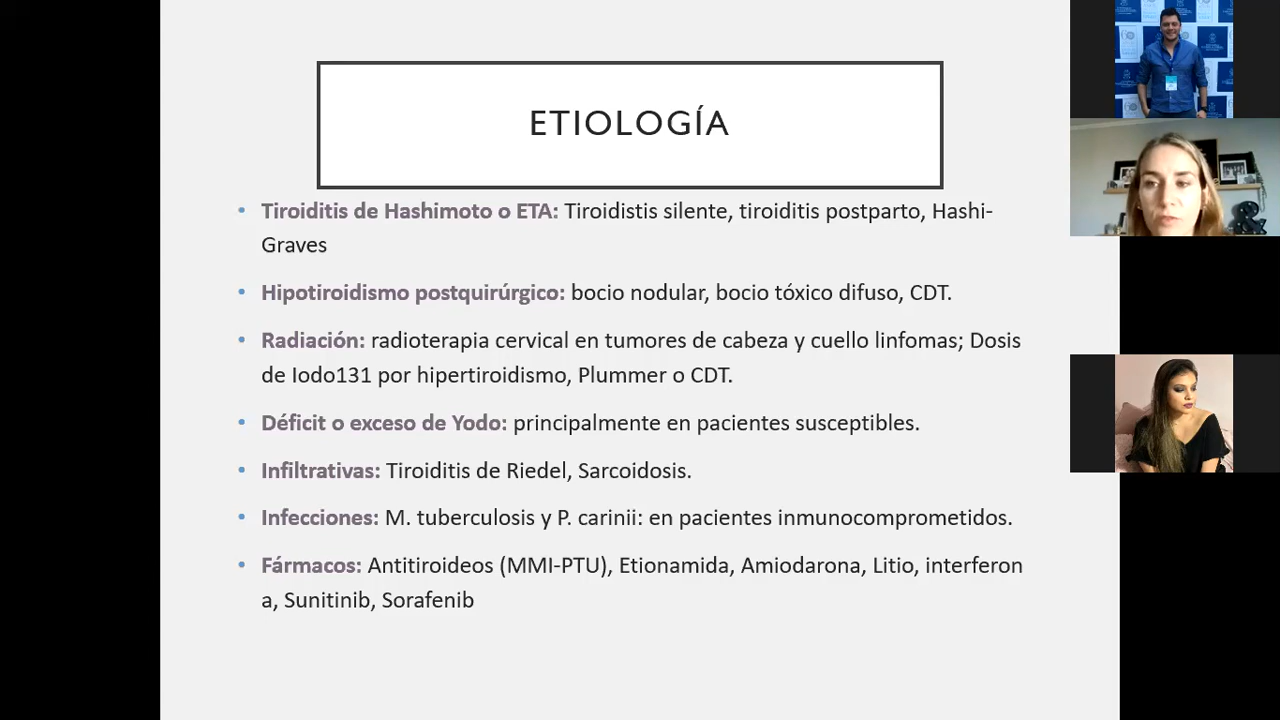 ETIOLOGÍA
• Tiroiditis de Hashimoto o ETA: Tiroidistis silente, tiroiditis postparto, Hashi-
Graves
• Hipotiroidismo postquirúrgico: bocio nodular, bocio tóxico difuso, CDT.
• Radiación: radioterapia cervical en tumores de cabeza y cuello linfomas; Dosis
de Iodo131 por hipertiroidismo, Plummer o CDT.
• Déficit o exceso de Yodo: principalmente en pacientes susceptibles.
• Infiltrativas: Tiroiditis de Riedel, Sarcoidosis.
• Infecciones: M. tuberculosis y P. carinii: en pacientes inmunocomprometidos.
• Fármacos: Antitiroideos (MMI-PTU), Etionamida, Amiodarona, Litio, interferon
a, Sunitinib, Sorafenib